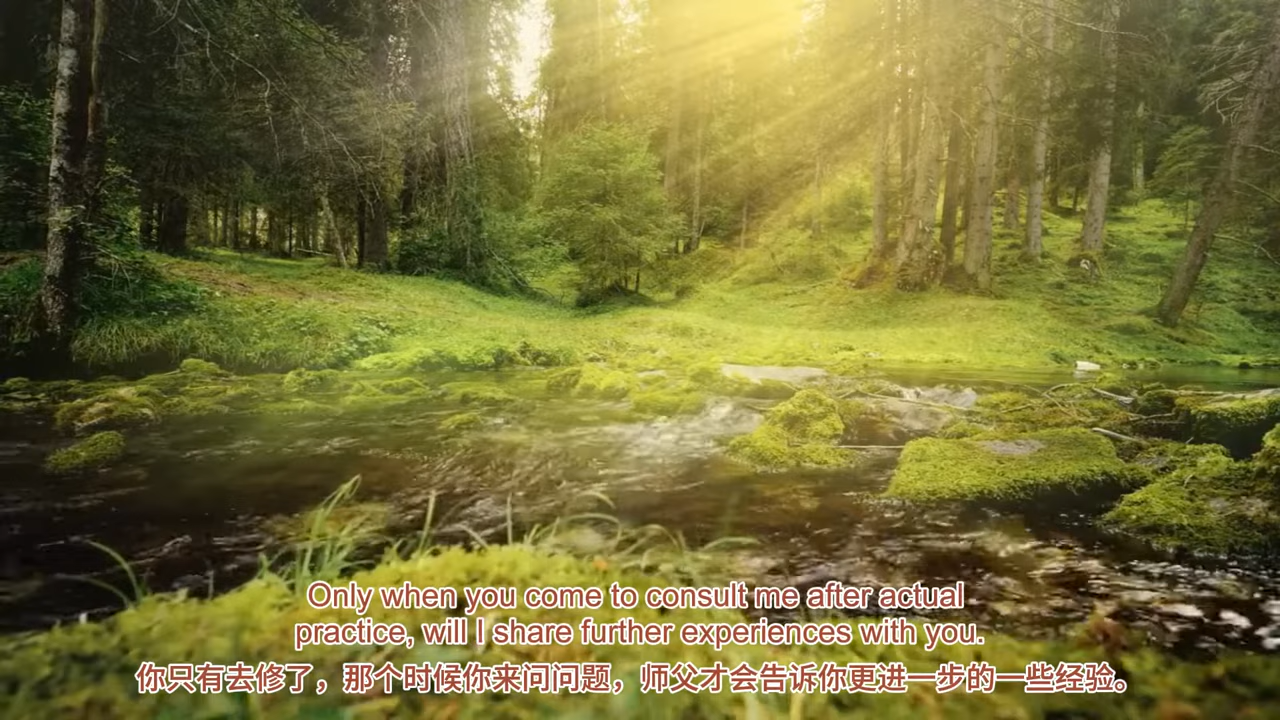 Only when you come to consult me after actual
practice, will I share further experiences with you.
你只有去修了，那个时候你来问问题，师父才会告诉你更进一步的一些经验。